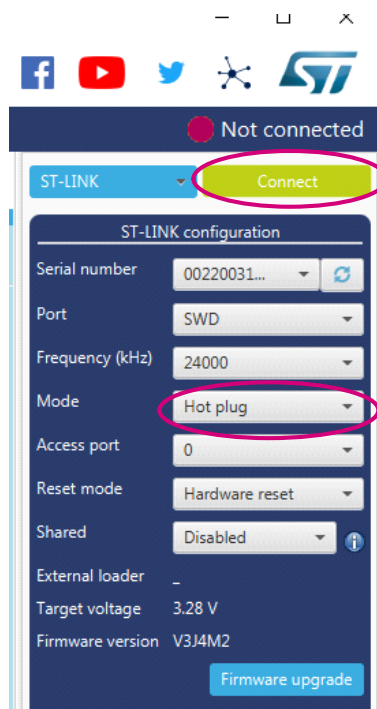 ST
Not connected
ST-LINK Connect
ST-LINK configuration
Serial number 00220031...
Port SWD
Frequency (kHz) 24000
Mode Hot plug
Access port 0
Reset mode Hardware reset
Shared Disabled
External loader _
Target voltage 3.28 V
Firmware version V3J4M2
Firmware upgrade